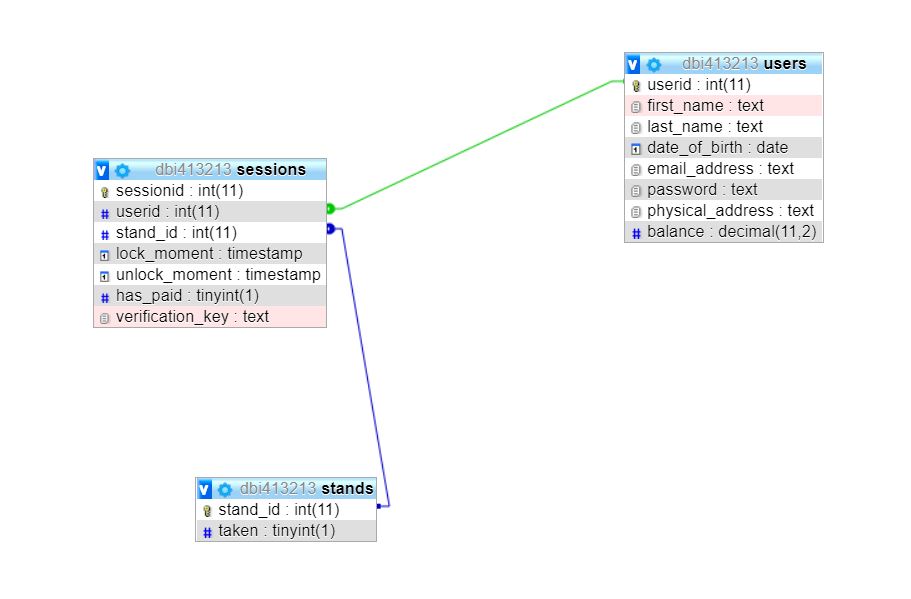 dbi413213 users
userid : int(11)
first_name : text
last_name : text
date_of_birth : date
email_address : text
password : text
physical_address : text
balance : decimal(11,2)
dbi413213 sessions
sessionid : int(11)
userid : int(11)
stand_id : int(11)
lock_moment : timestamp
unlock_moment : timestamp
has_paid : tinyint(1)
verification_key : text
dbi413213 stands
stand_id : int(11)
taken : tinyint(1)